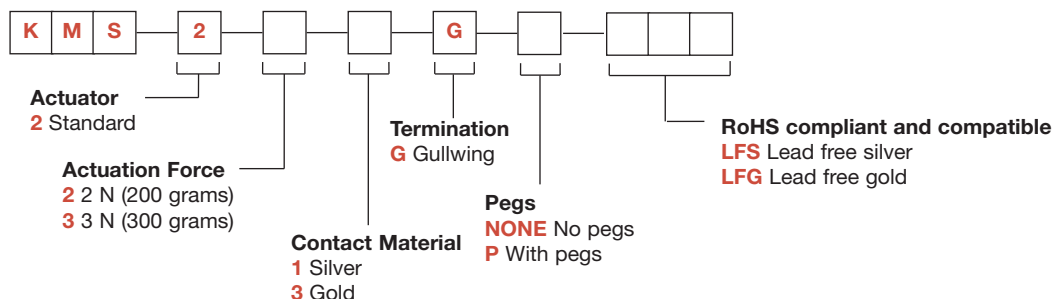 K M S 2 G
Actuator
2 Standard
Actuation Force
2 2 N (200 grams)
3 3 N (300 grams)
Contact Material
1 Silver
3 Gold
Termination
G Gullwing
Pegs
NONE No pegs
P With pegs
RoHS compliant and compatible
LFS Lead free silver
LFG Lead free gold